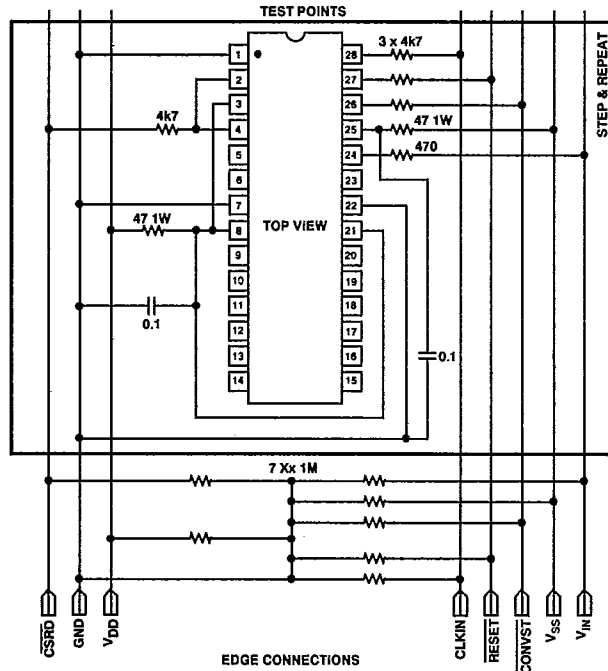 TEST POINTS
STEP & REPEAT
3 x 4k7
4k7
47 1W
470
47 1W
TOP VIEW
0.1
0.1
1
2
3
4
5
6
7
8
9
10
11
12
13
14
28
27
26
25
24
23
22
21
20
19
18
17
16
15
7 Xx 1M
CSRD
GND
VDD
CLKIN
RESET
CONVST
VSS
VIN
EDGE CONNECTIONS